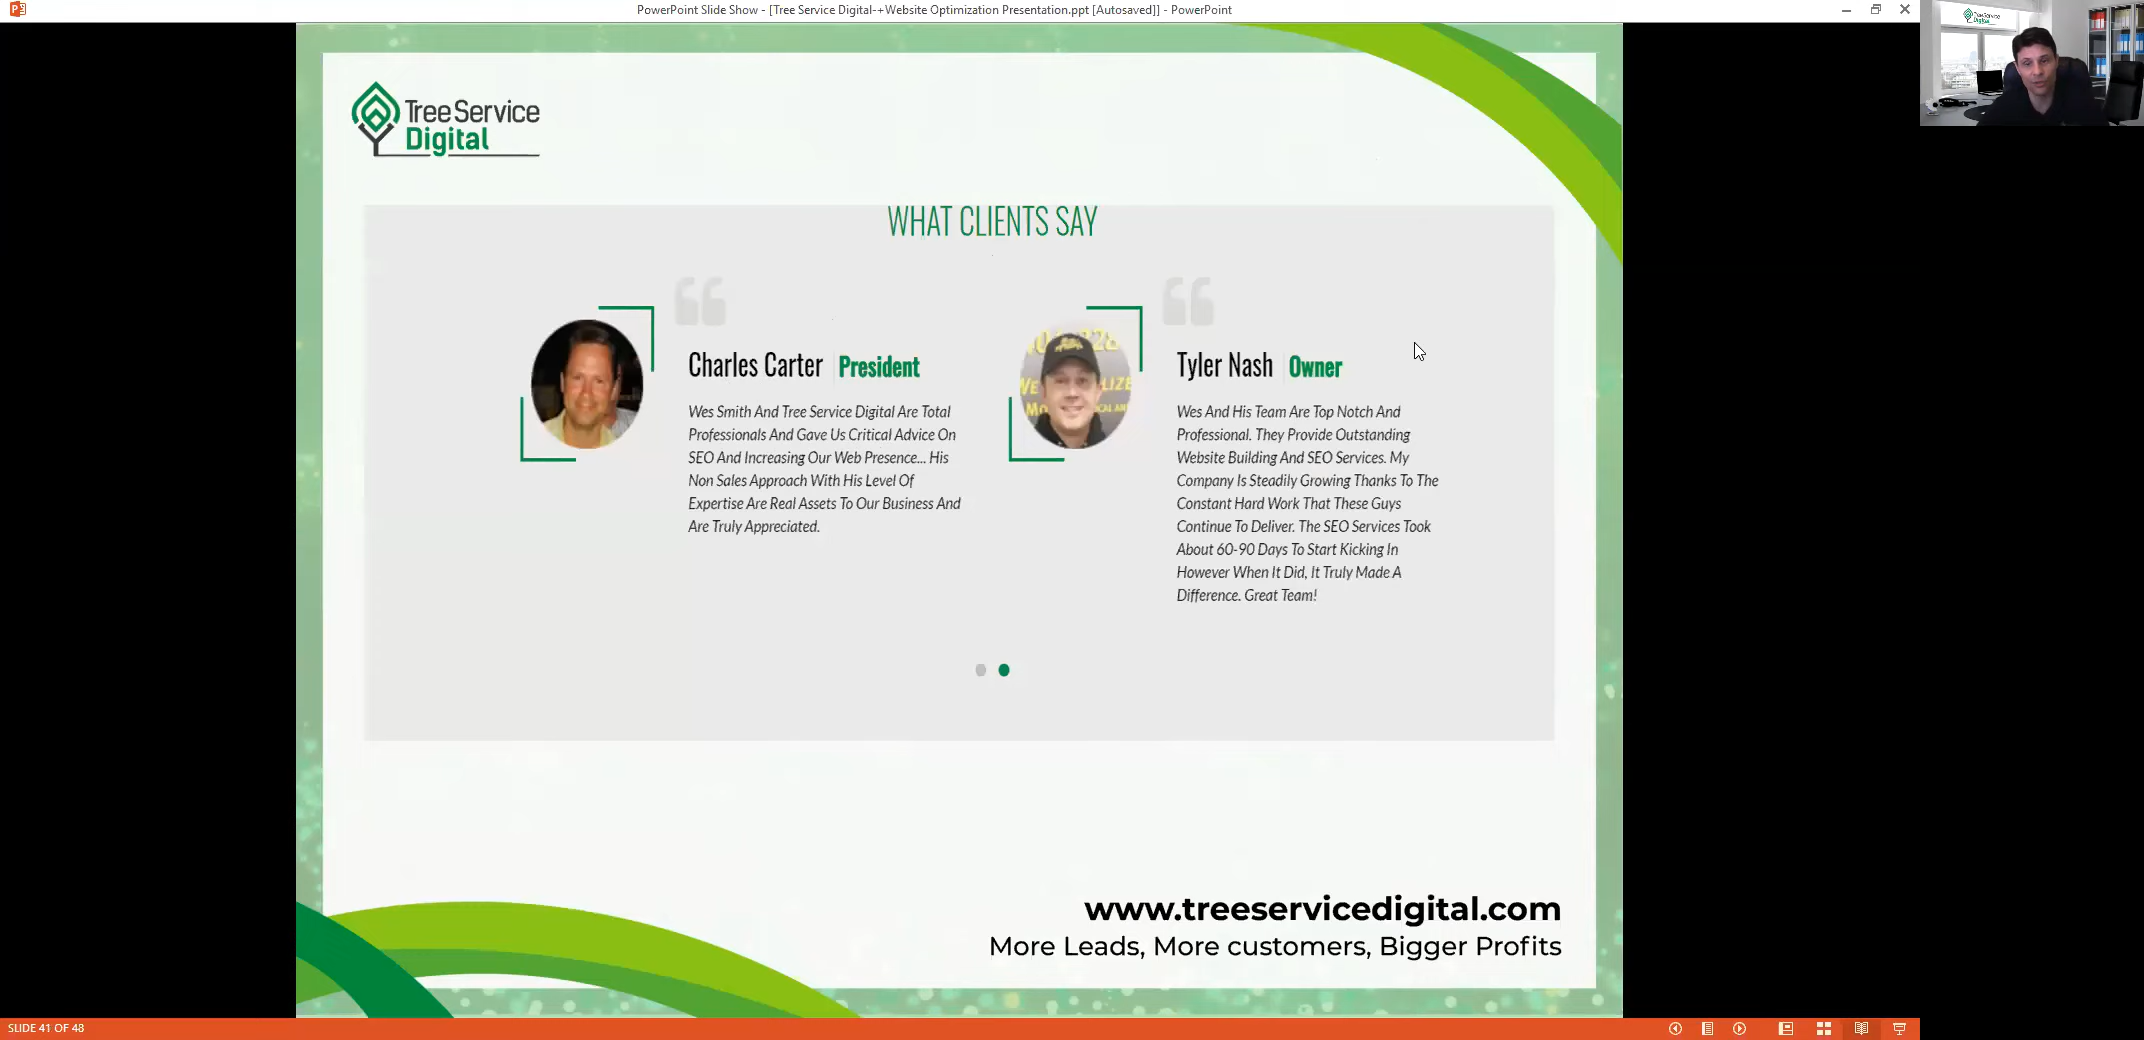 PowerPoint Slide Show - [Tree Service Digital-+Website Optimization Presentation.ppt [Autosaved]] - PowerPoint
Tree Service
Digital
Tree Service
Digital
WHAT CLIENTS SAY
Charles Carter President
Wes Smith And Tree Service Digital Are Total
Professionals And Gave Us Critical Advice On
SEO And Increasing Our Web Presence... His
Non Sales Approach With His Level Of
Expertise Are Real Assets To Our Business And
Are Truly Appreciated.
Tyler Nash Owner
Wes And His Team Are Top Notch And
Professional. They Provide Outstanding
Website Building And SEO Services. My
Company Is Steadily Growing Thanks To The
Constant Hard Work That These Guys
Continue To Deliver. The SEO Services Took
About 60-90 Days To Start Kicking In
However When It Did, It Truly Made A
Difference. Great Team!
www.treeservicedigital.com
More Leads, More customers, Bigger Profits
SLIDE 41 OF 48